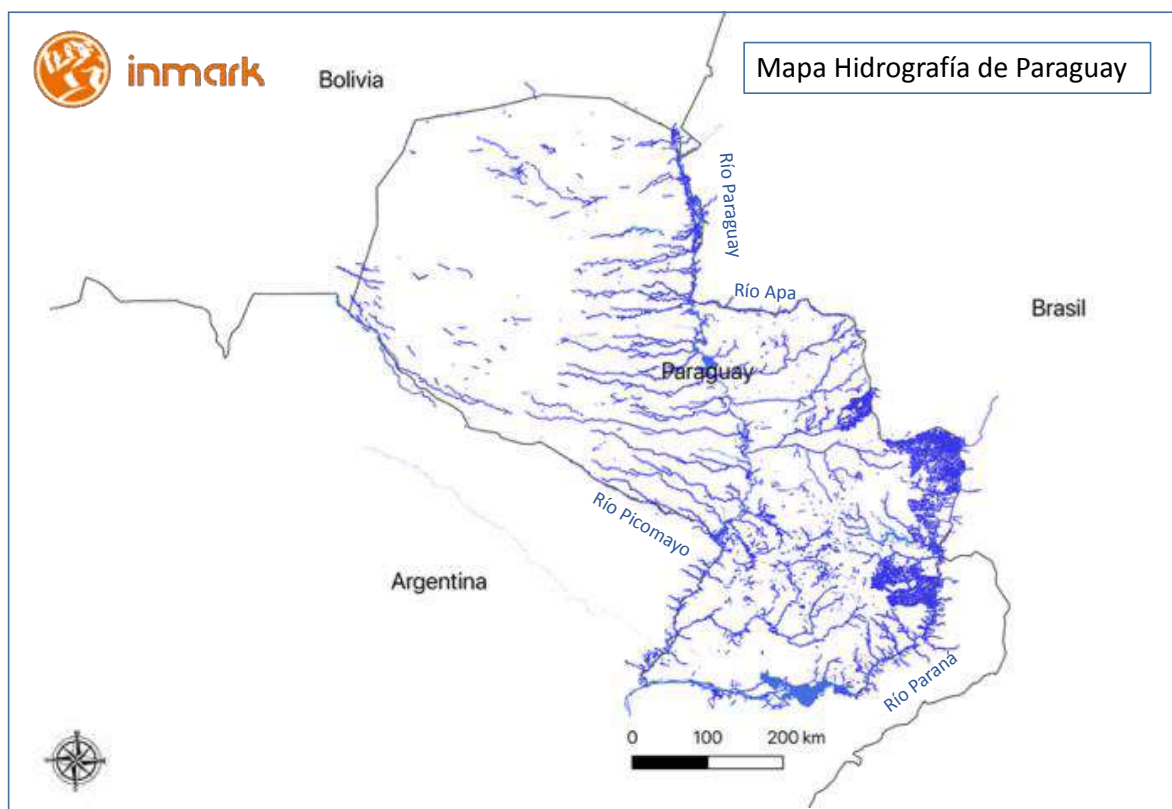 inmark
Bolivia
Mapa Hidrografía de Paraguay
Río Paraguay
Río Apa
Brasil
Paraguay
Río Picomayo
Argentina
Río Paraná
0 100 200 km